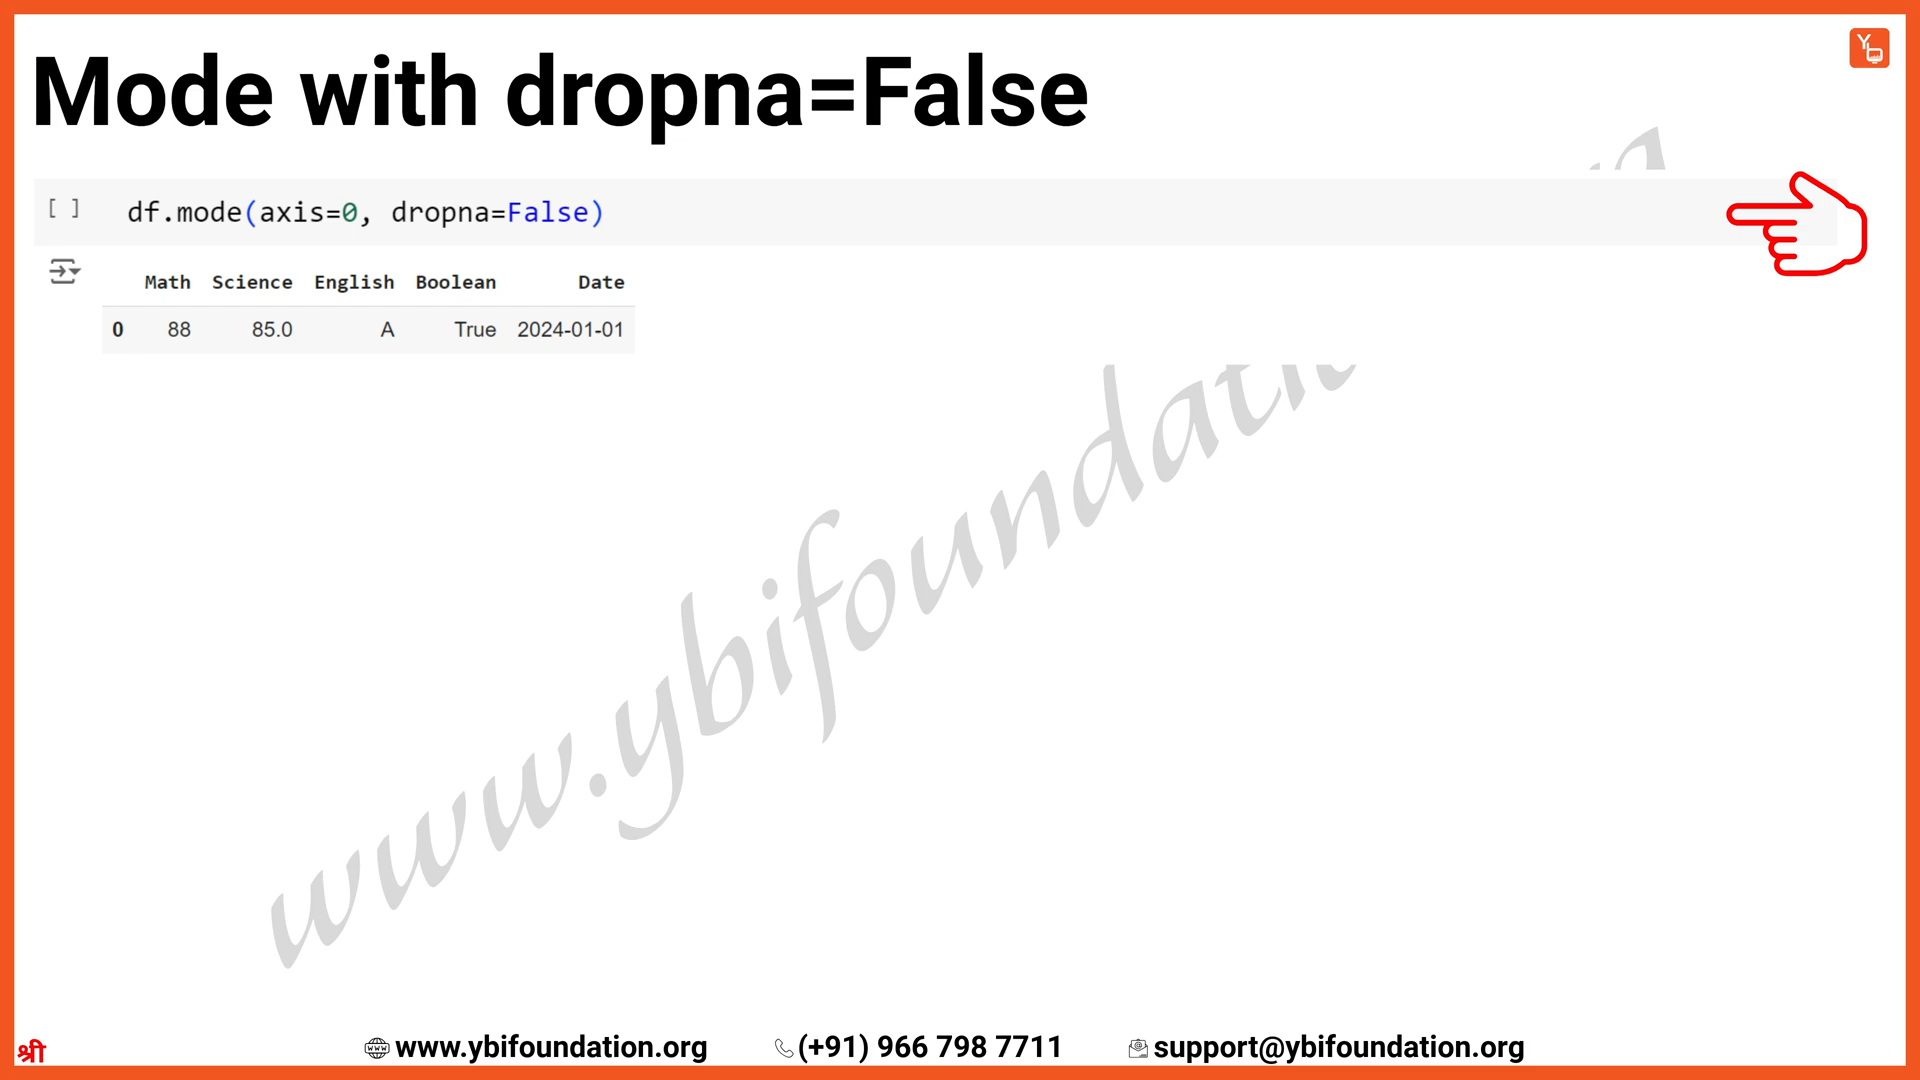 Mode with dropna=False
[ ] df.mode(axis=0, dropna=False)
Math Science English Boolean Date
0 88 85.0 A True 2024-01-01
www.ybifoundati
श्री
www.ybifoundation.org (+91) 966 798 7711 support@ybifoundation.org